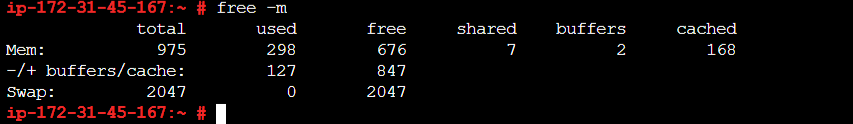 ip-172-31-45-167:~ # free -m
total used free shared buffers cached
Mem: 975 298 676 7 2 168
-/+ buffers/cache: 127 847
Swap: 2047 0 2047
ip-172-31-45-167:~ #